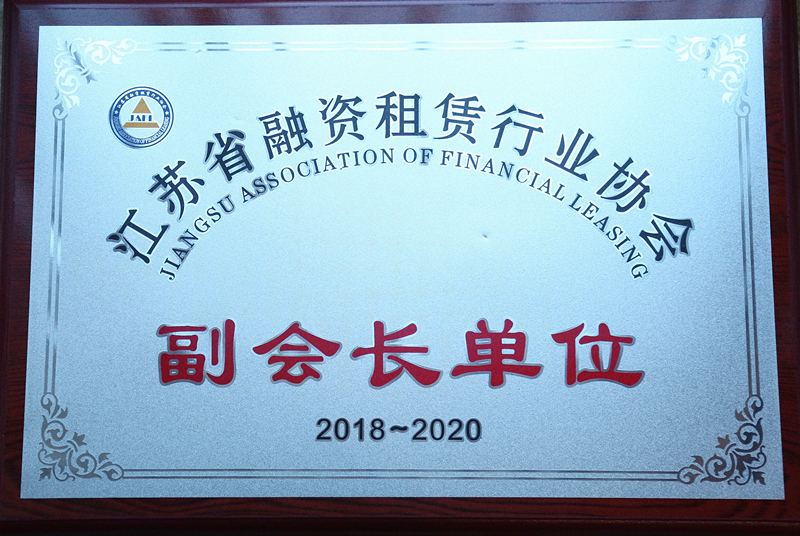 JAFL
江苏省融资租赁行业协会
JIANGSU ASSOCIATION OF FINANCIAL LEASING
副会长单位
2018~2020